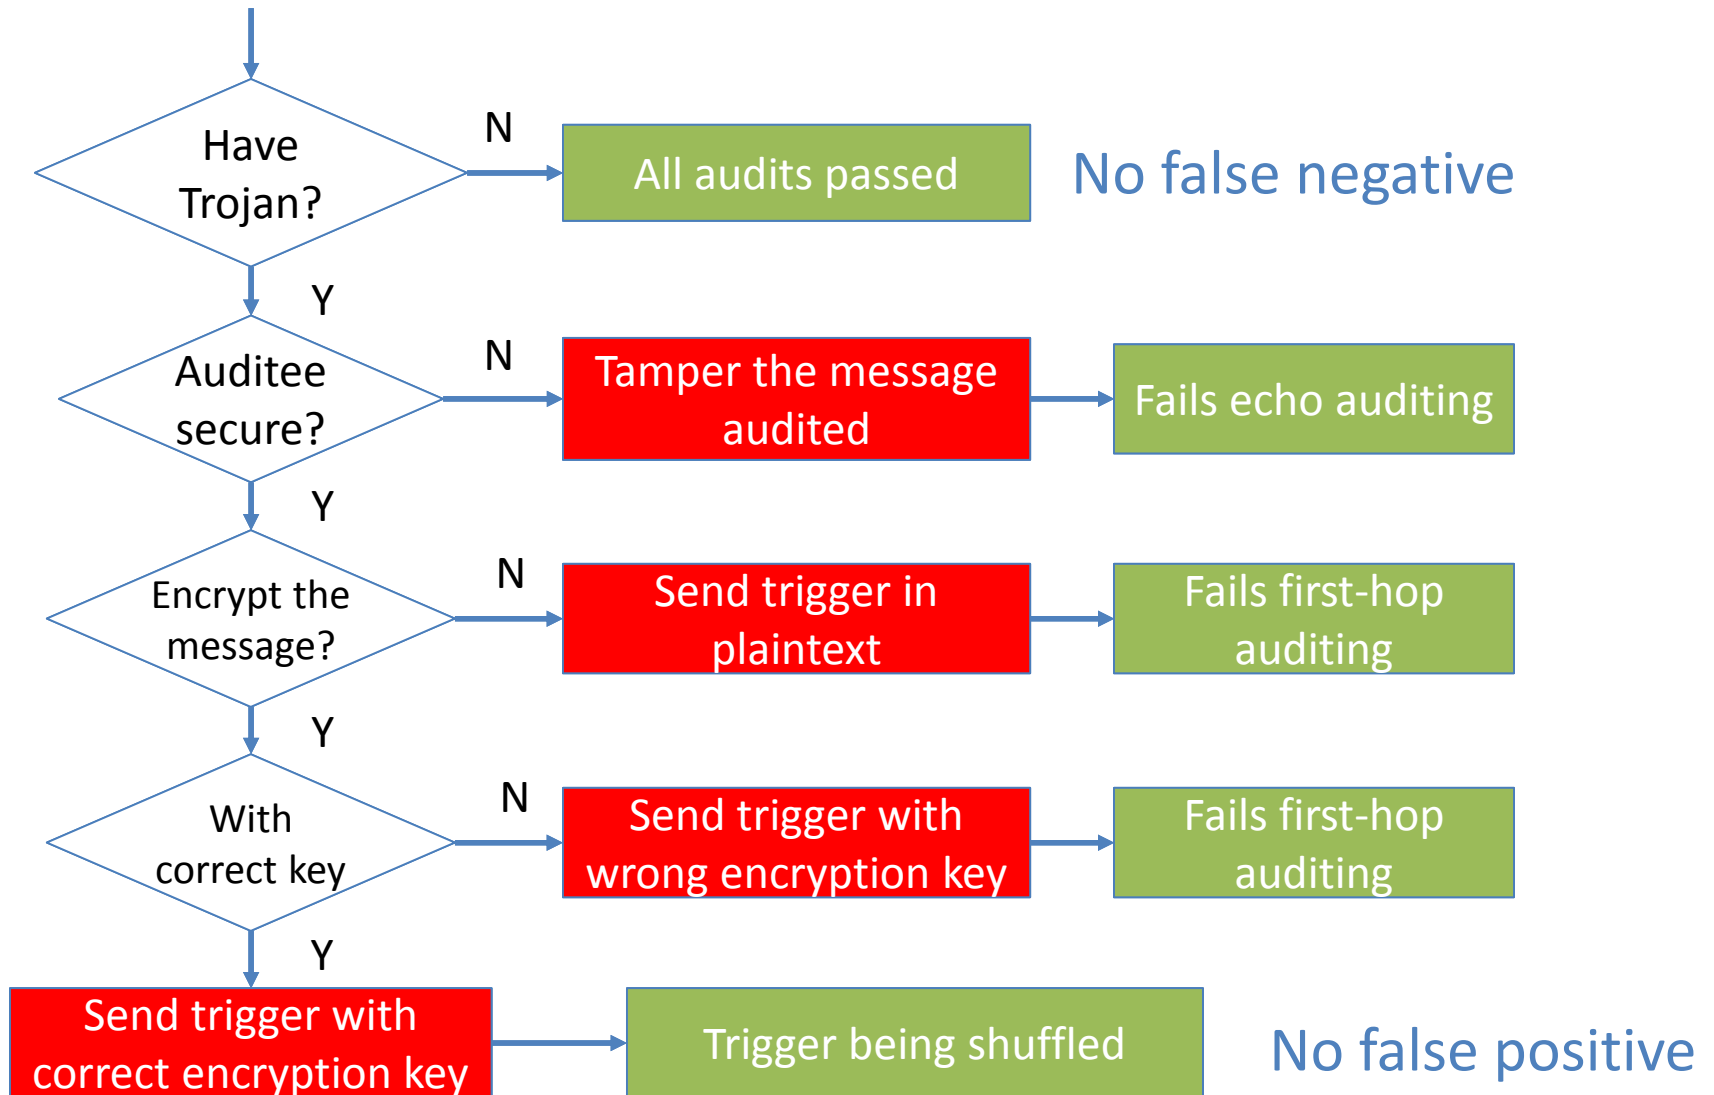 Have
Trojan?
N
All audits passed
No false negative
Y
Auditee
secure?
N
Tamper the message
audited
Fails echo auditing
Y
Encrypt the
message?
N
Send trigger in
plaintext
Fails first-hop
auditing
Y
With
correct key
N
Send trigger with
wrong encryption key
Fails first-hop
auditing
Y
Send trigger with
correct encryption key
Trigger being shuffled
No false positive